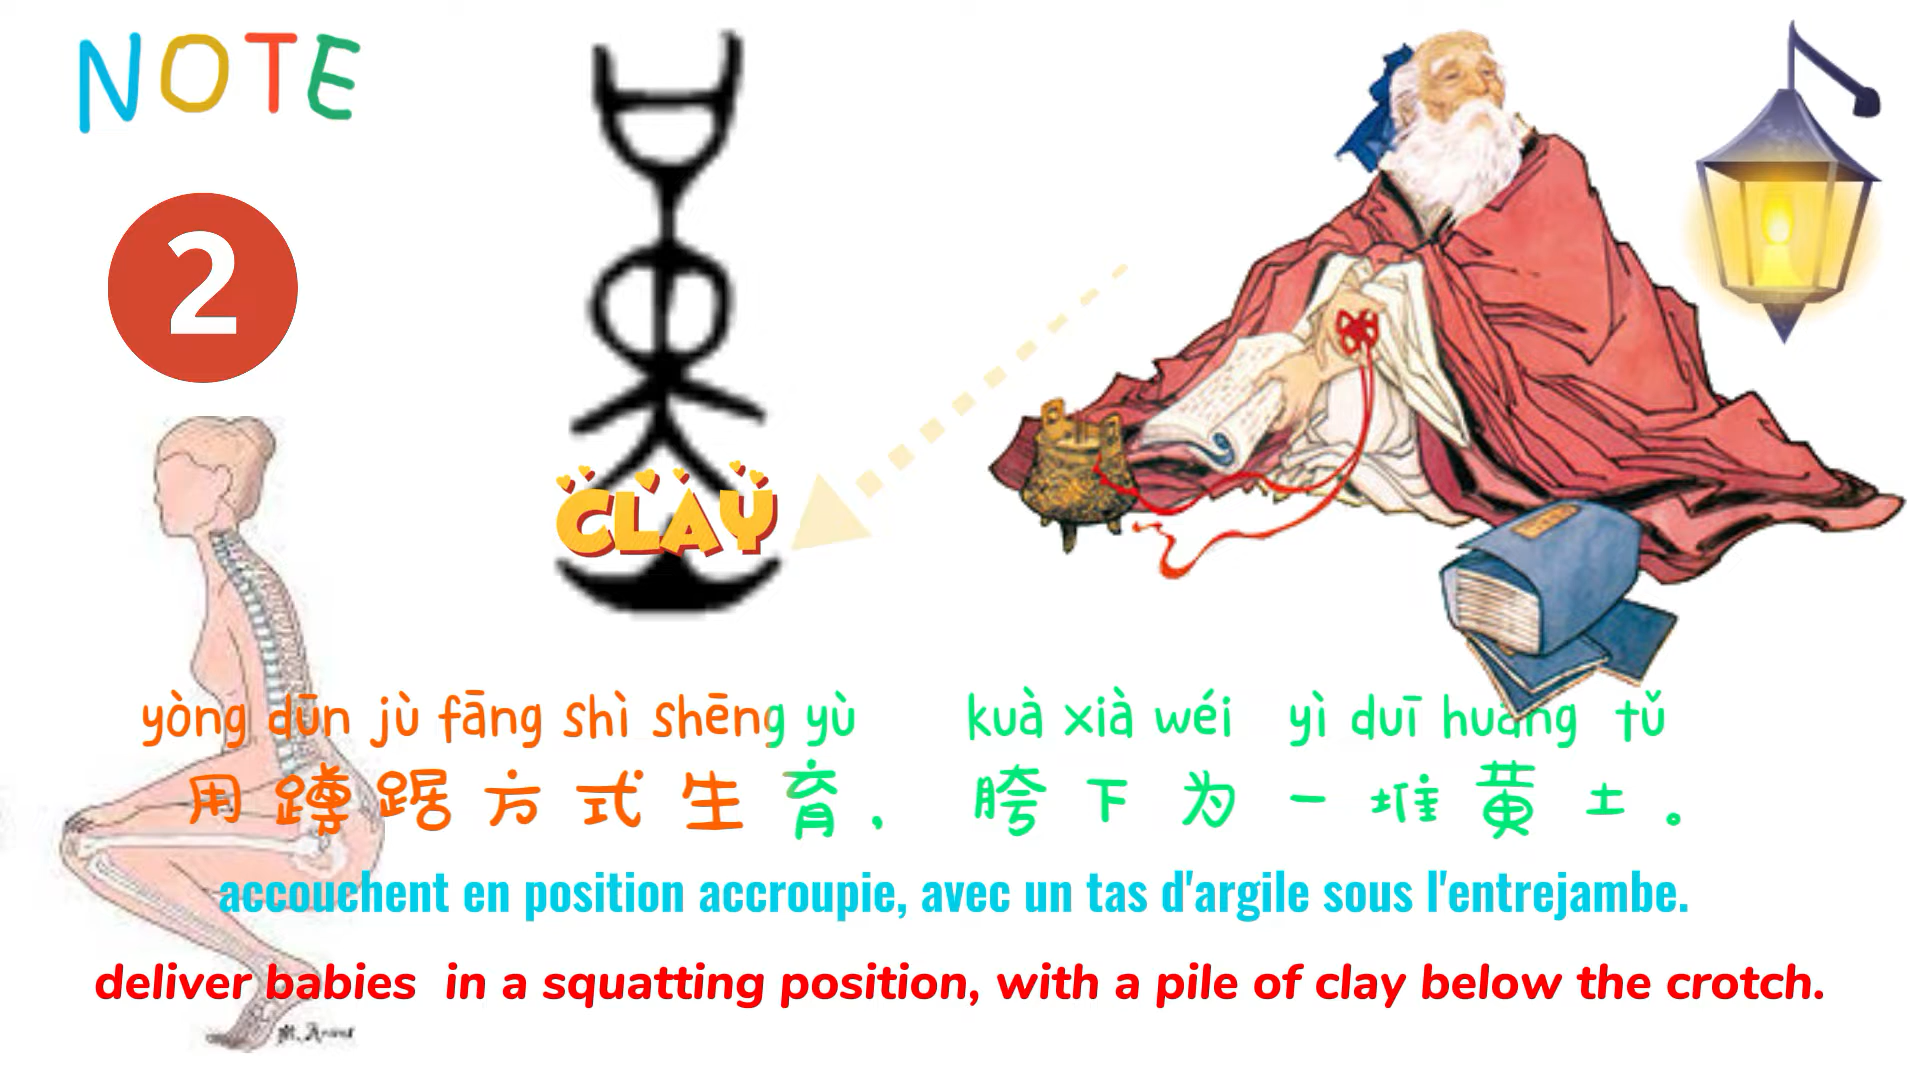 NOTE
2
CLAY
yòng dūn jù fāng shì shēng yù kuà xià wéi yì duī huáng tǔ
用蹲踞方式生育，胯下为一堆黄土。
accouchent en position accroupie, avec un tas d'argile sous l'entrejambe.
deliver babies in a squatting position, with a pile of clay below the crotch.